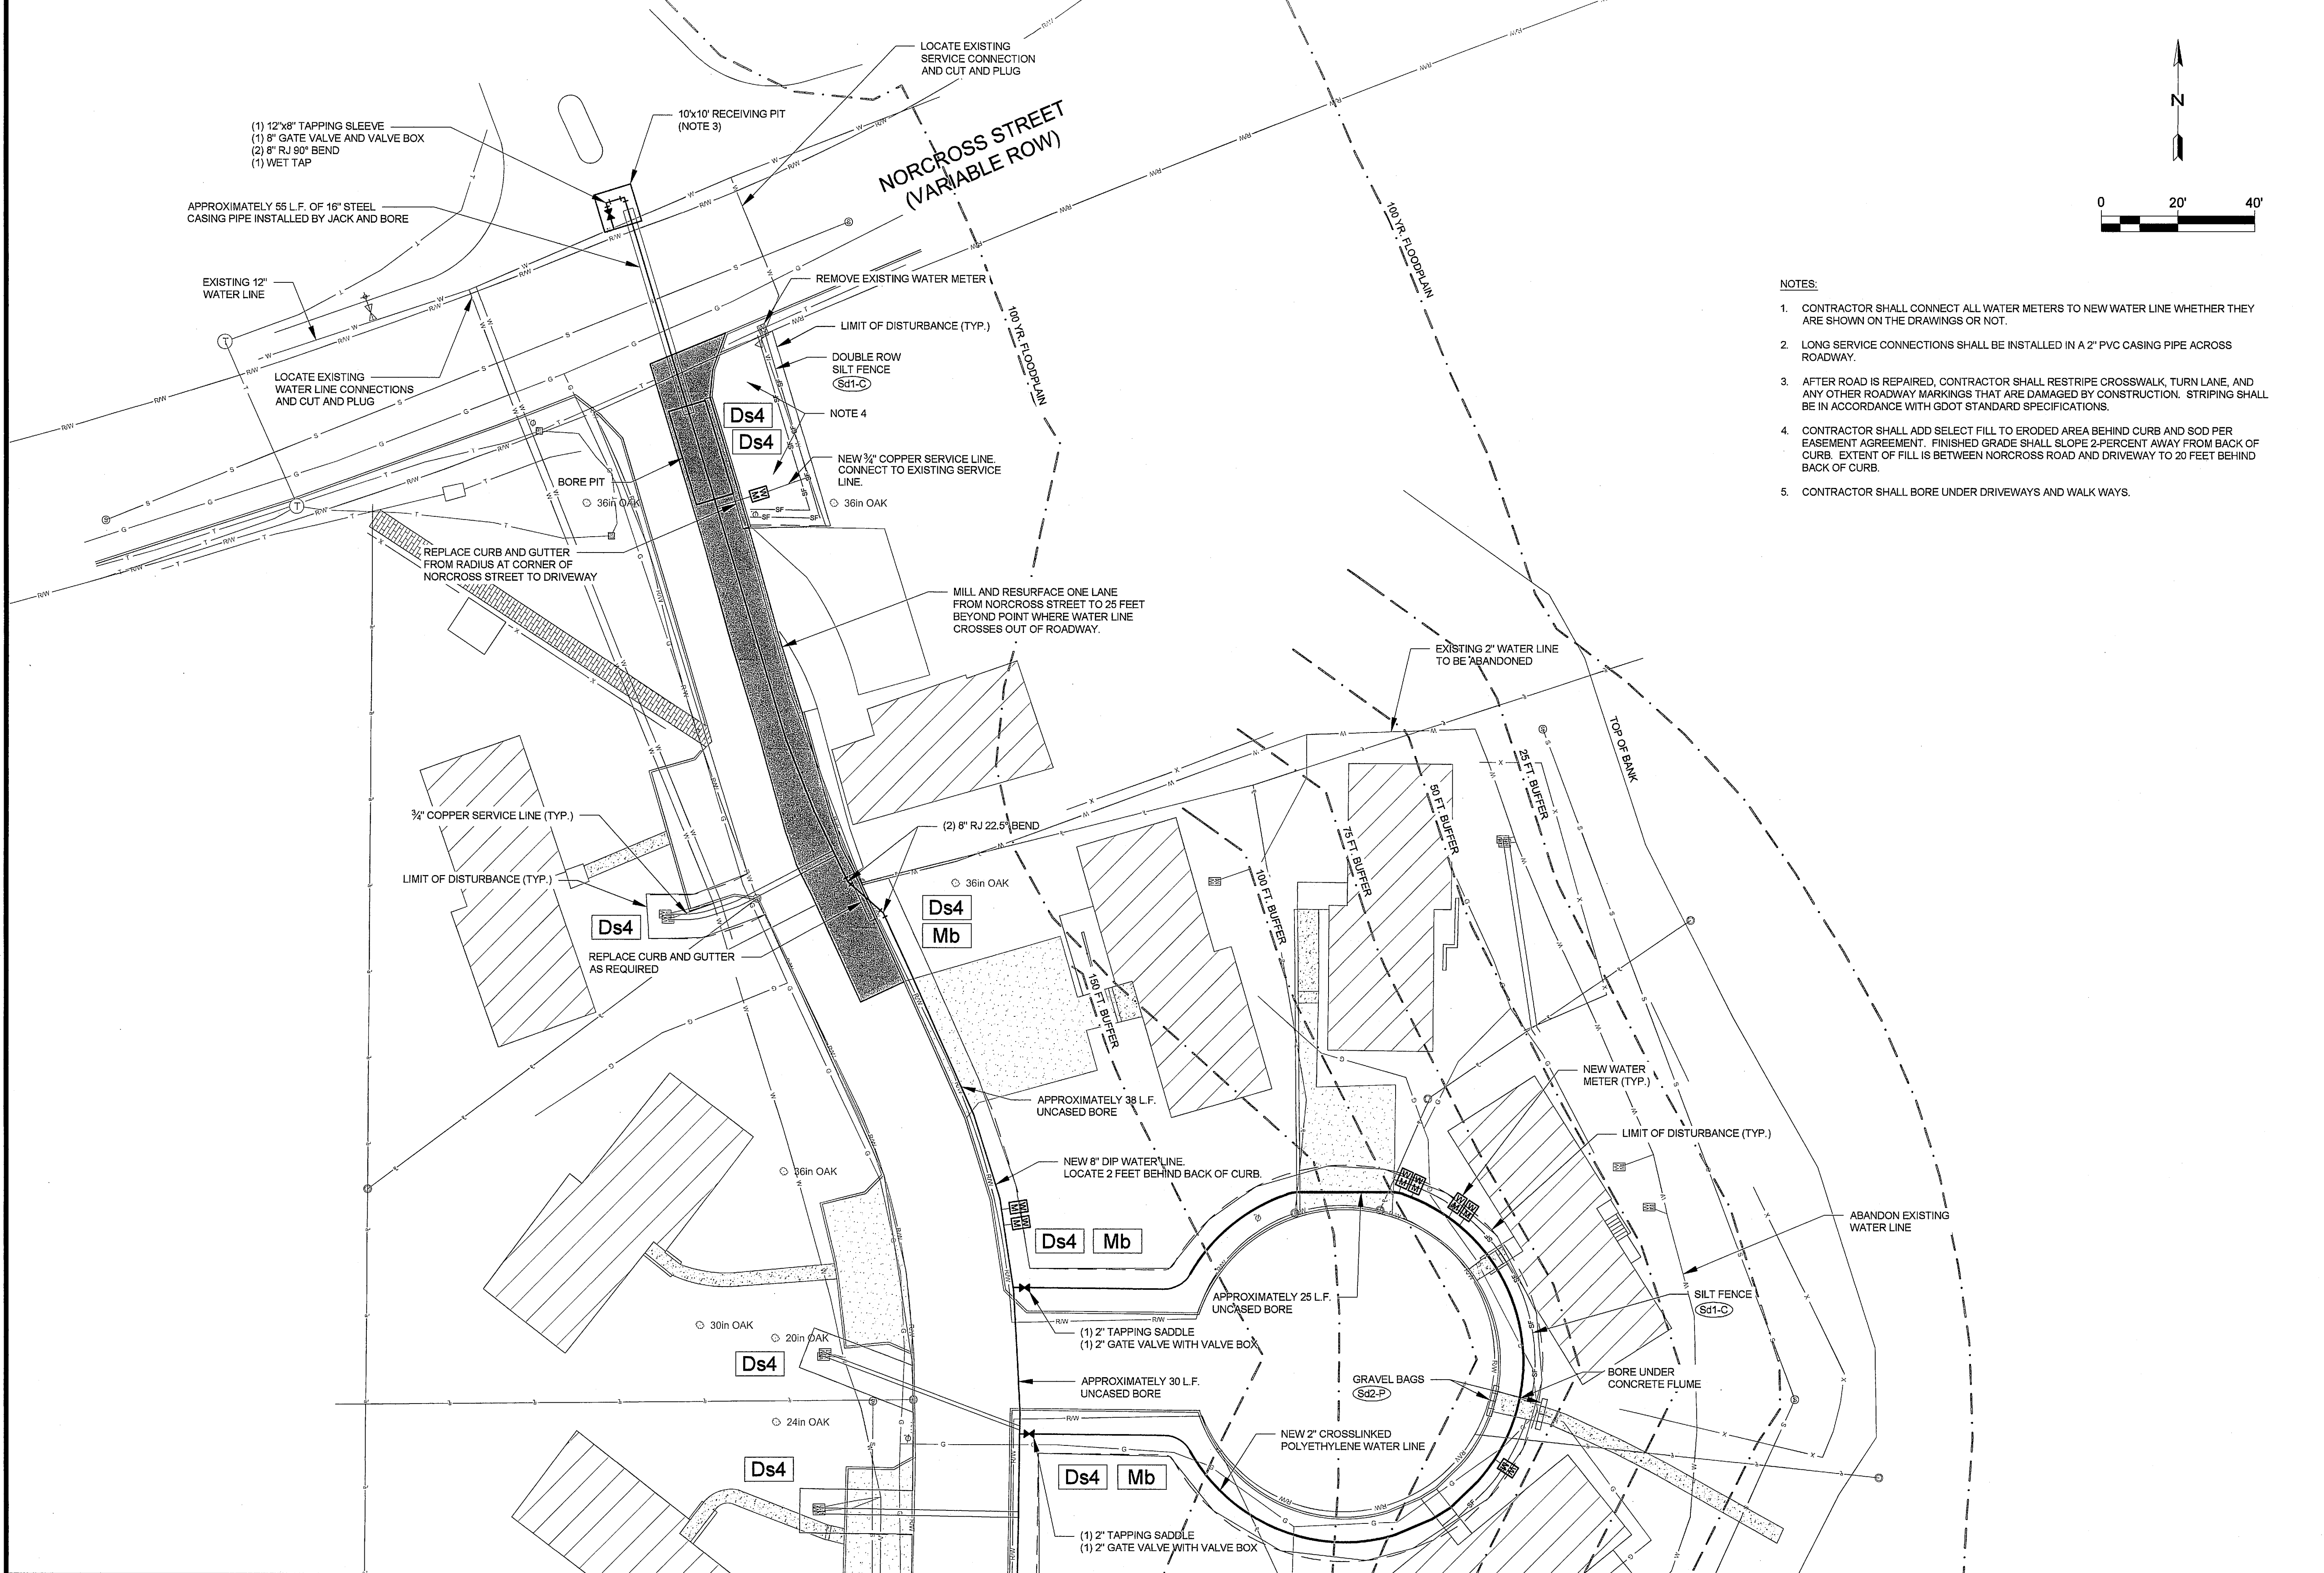 LOCATE EXISTING
SERVICE CONNECTION
AND CUT AND PLUG
10'x10' RECEIVING PIT
(NOTE 3)
(1) 12"x8" TAPPING SLEEVE
(1) 8" GATE VALVE AND VALVE BOX
(2) 8" RJ 90° BEND
(1) WET TAP
NORCROSS STREET
(VARIABLE ROW)
N
0 20' 40'
APPROXIMATELY 55 L.F. OF 16" STEEL
CASING PIPE INSTALLED BY JACK AND BORE
EXISTING 12"
WATER LINE
REMOVE EXISTING WATER METER
LIMIT OF DISTURBANCE (TYP.)
DOUBLE ROW
SILT FENCE
Sd1-C
100 YR. FLOODPLAIN
100 YR. FLOODPLAIN
LOCATE EXISTING
WATER LINE CONNECTIONS
AND CUT AND PLUG
NOTE 4
Ds4
Ds4
NEW ¾" COPPER SERVICE LINE.
CONNECT TO EXISTING SERVICE
LINE.
BORE PIT
36in OAK
36in OAK
NOTES:
1. CONTRACTOR SHALL CONNECT ALL WATER METERS TO NEW WATER LINE WHETHER THEY
ARE SHOWN ON THE DRAWINGS OR NOT.
2. LONG SERVICE CONNECTIONS SHALL BE INSTALLED IN A 2" PVC CASING PIPE ACROSS
ROADWAY.
3. AFTER ROAD IS REPAIRED, CONTRACTOR SHALL RESTRIPE CROSSWALK, TURN LANE, AND
ANY OTHER ROADWAY MARKINGS THAT ARE DAMAGED BY CONSTRUCTION. STRIPING SHALL
BE IN ACCORDANCE WITH GDOT STANDARD SPECIFICATIONS.
4. CONTRACTOR SHALL ADD SELECT FILL TO ERODED AREA BEHIND CURB AND SOD PER
EASEMENT AGREEMENT. FINISHED GRADE SHALL SLOPE 2-PERCENT AWAY FROM BACK OF
CURB. EXTENT OF FILL IS BETWEEN NORCROSS ROAD AND DRIVEWAY TO 20 FEET BEHIND
BACK OF CURB.
5. CONTRACTOR SHALL BORE UNDER DRIVEWAYS AND WALK WAYS.
REPLACE CURB AND GUTTER
FROM RADIUS AT CORNER OF
NORCROSS STREET TO DRIVEWAY
MILL AND RESURFACE ONE LANE
FROM NORCROSS STREET TO 25 FEET
BEYOND POINT WHERE WATER LINE
CROSSES OUT OF ROADWAY.
EXISTING 2" WATER LINE
TO BE ABANDONED
TOP OF BANK
25 FT. BUFFER
50 FT. BUFFER
75 FT. BUFFER
100 FT. BUFFER
150 FT. BUFFER
¾" COPPER SERVICE LINE (TYP.)
(2) 8" RJ 22.5° BEND
LIMIT OF DISTURBANCE (TYP.)
36in OAK
Ds4
Ds4
Mb
REPLACE CURB AND GUTTER
AS REQUIRED
NEW WATER
METER (TYP.)
APPROXIMATELY 38 L.F.
UNCASED BORE
LIMIT OF DISTURBANCE (TYP.)
36in OAK
NEW 8" DIP WATER LINE.
LOCATE 2 FEET BEHIND BACK OF CURB.
ABANDON EXISTING
WATER LINE
Ds4 Mb
APPROXIMATELY 25 L.F.
UNCASED BORE
SILT FENCE
Sd1-C
30in OAK
20in OAK
(1) 2" TAPPING SADDLE
(1) 2" GATE VALVE WITH VALVE BOX
Ds4
APPROXIMATELY 30 L.F.
UNCASED BORE
GRAVEL BAGS
Sd2-P
BORE UNDER
CONCRETE FLUME
24in OAK
NEW 2" CROSSLINKED
POLYETHYLENE WATER LINE
Ds4
Ds4 Mb
(1) 2" TAPPING SADDLE
(1) 2" GATE VALVE WITH VALVE BOX